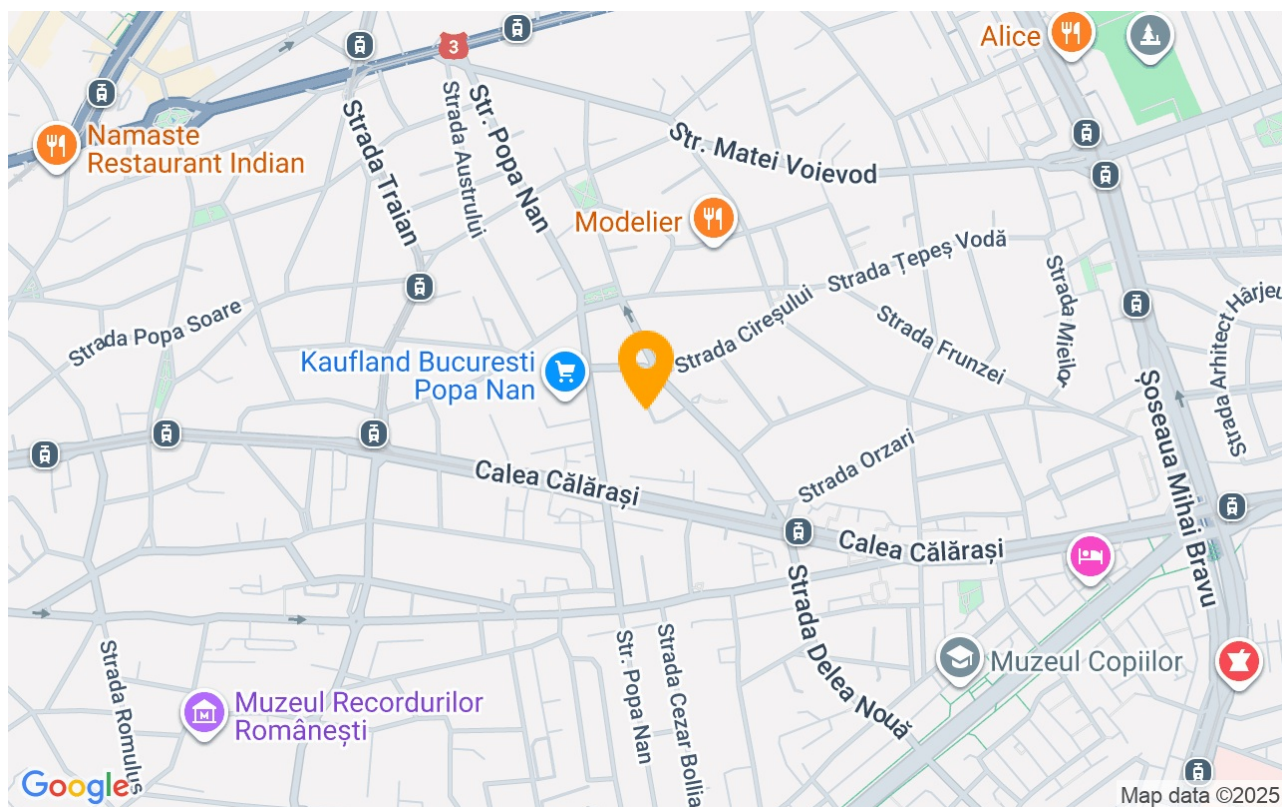 Alice
3
Namaste
Restaurant Indian
Strada Traian
Strada Austrului
Str. Popa Nan
Str. Matei Voievod
Modelier
Strada Țepeș Vodă
Strada Popa Soare
Strada Cireșului
Strada Frunzei
Strada Mieilor
Strada Arhitect Hârjeu
Kaufland Bucuresti
Popa Nan
Șoseaua Mihai Bravu
Strada Orzari
Calea Călărași
Calea Călărași
Strada Delea Nouă
Str. Popa Nan
Strada Cezar Bollia
Muzeul Copiilor
Strada Romulus
Muzeul Recordurilor
Românești
Google
Map data ©2025